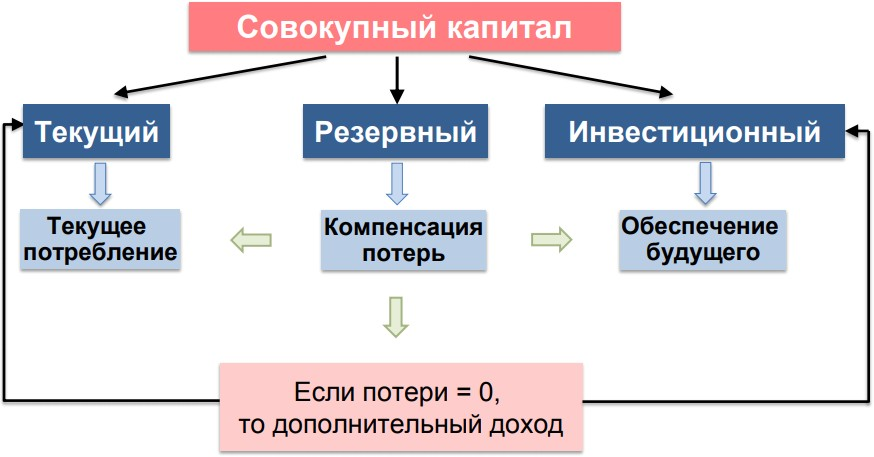 Совокупный капитал
Текущий
Резервный
Инвестиционный
Текущее
потребление
Компенсация
потерь
Обеспечение
будущего
Если потери = 0,
то дополнительный доход